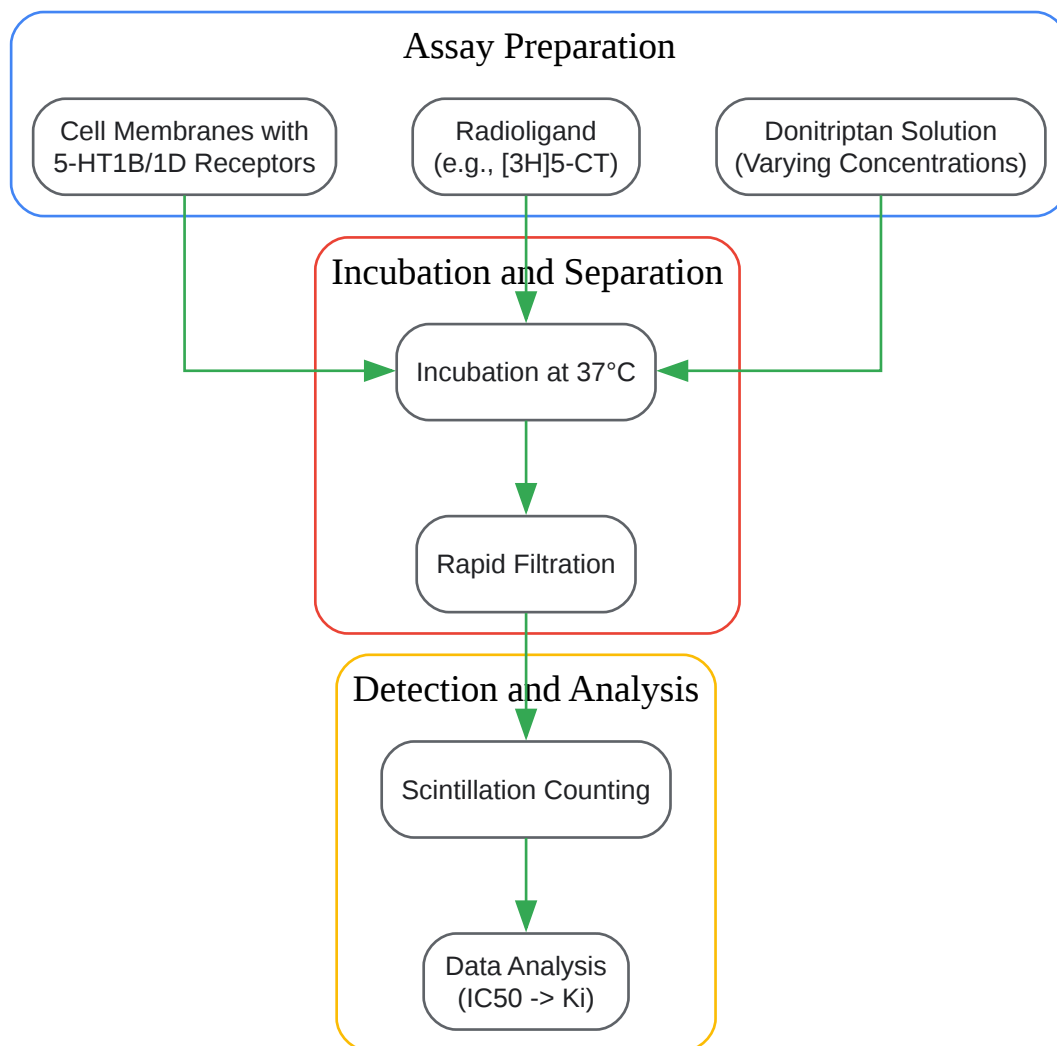 Assay Preparation
Cell Membranes with
5-HT1B/1D Receptors
Radioligand
(e.g., [3H]5-CT)
Donitriptan Solution
(Varying Concentrations)
Incubation and Separation
Incubation at 37°C
Rapid Filtration
Detection and Analysis
Scintillation Counting
Data Analysis
(IC50 -> Ki)